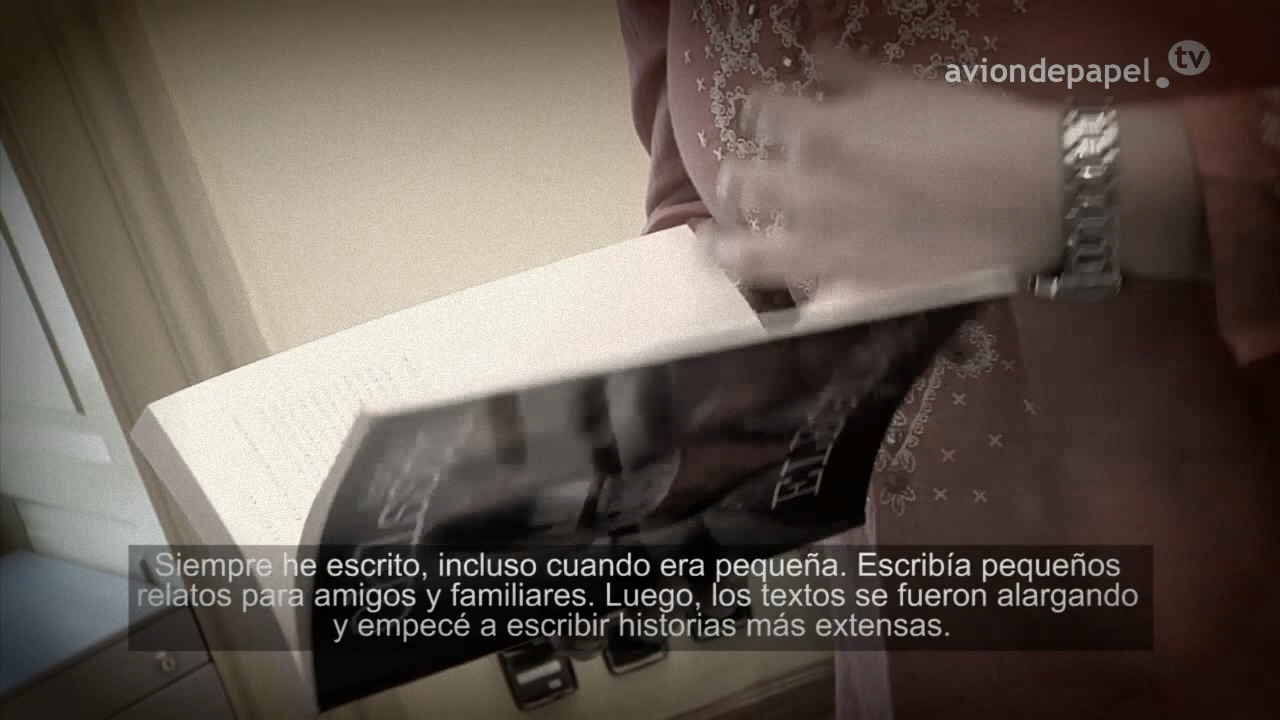 aviondepapel.tv
Siempre he escrito, incluso cuando era pequeña. Escribía pequeños
relatos para amigos y familiares. Luego, los textos se fueron alargando
y empecé a escribir historias más extensas.